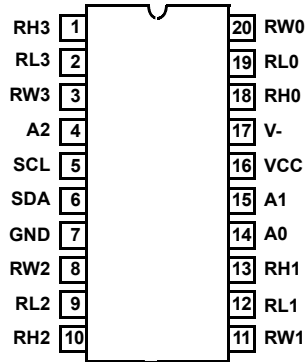 RH3 1 20 RW0
RL3 2 19 RL0
RW3 3 18 RH0
A2 4 17 V-
SCL 5 16 VCC
SDA 6 15 A1
GND 7 14 A0
RW2 8 13 RH1
RL2 9 12 RL1
RH2 10 11 RW1